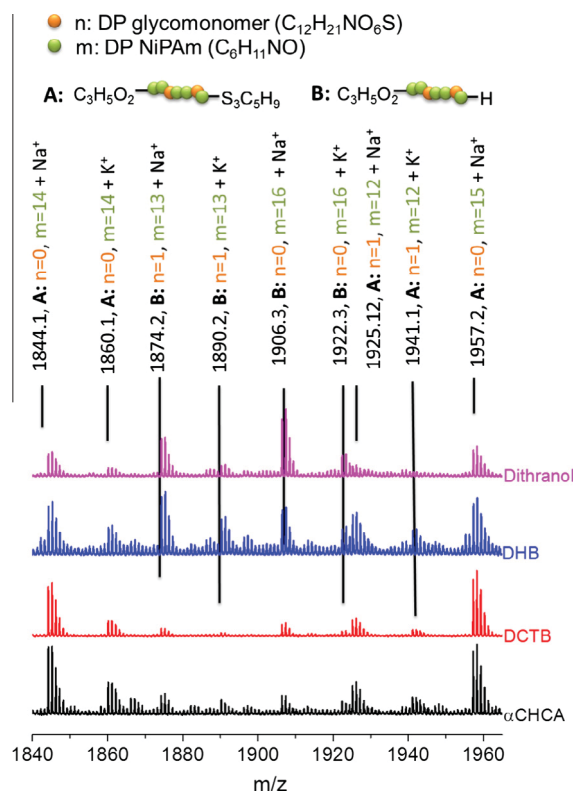 n: DP glycomonomer (C₁₂H₂₁NO₆S)
m: DP NiPAm (C₆H₁₁NO)
A: C₃H₅O₂ S₃C₅H₉
B: C₃H₅O₂ H
1844.1, A: n=0, m=14 + Na⁺
1860.1, A: n=0, m=14 + K⁺
1874.2, B: n=1, m=13 + Na⁺
1890.2, B: n=1, m=13 + K⁺
1906.3, B: n=0, m=16 + Na⁺
1922.3, B: n=0, m=16 + K⁺
1925.12, A: n=1, m=12 + Na⁺
1941.1, A: n=1, m=12 + K⁺
1957.2, A: n=0, m=15 + Na⁺
Dithranol
DHB
DCTB
αCHCA
1840 1860 1880 1900 1920 1940 1960
m/z